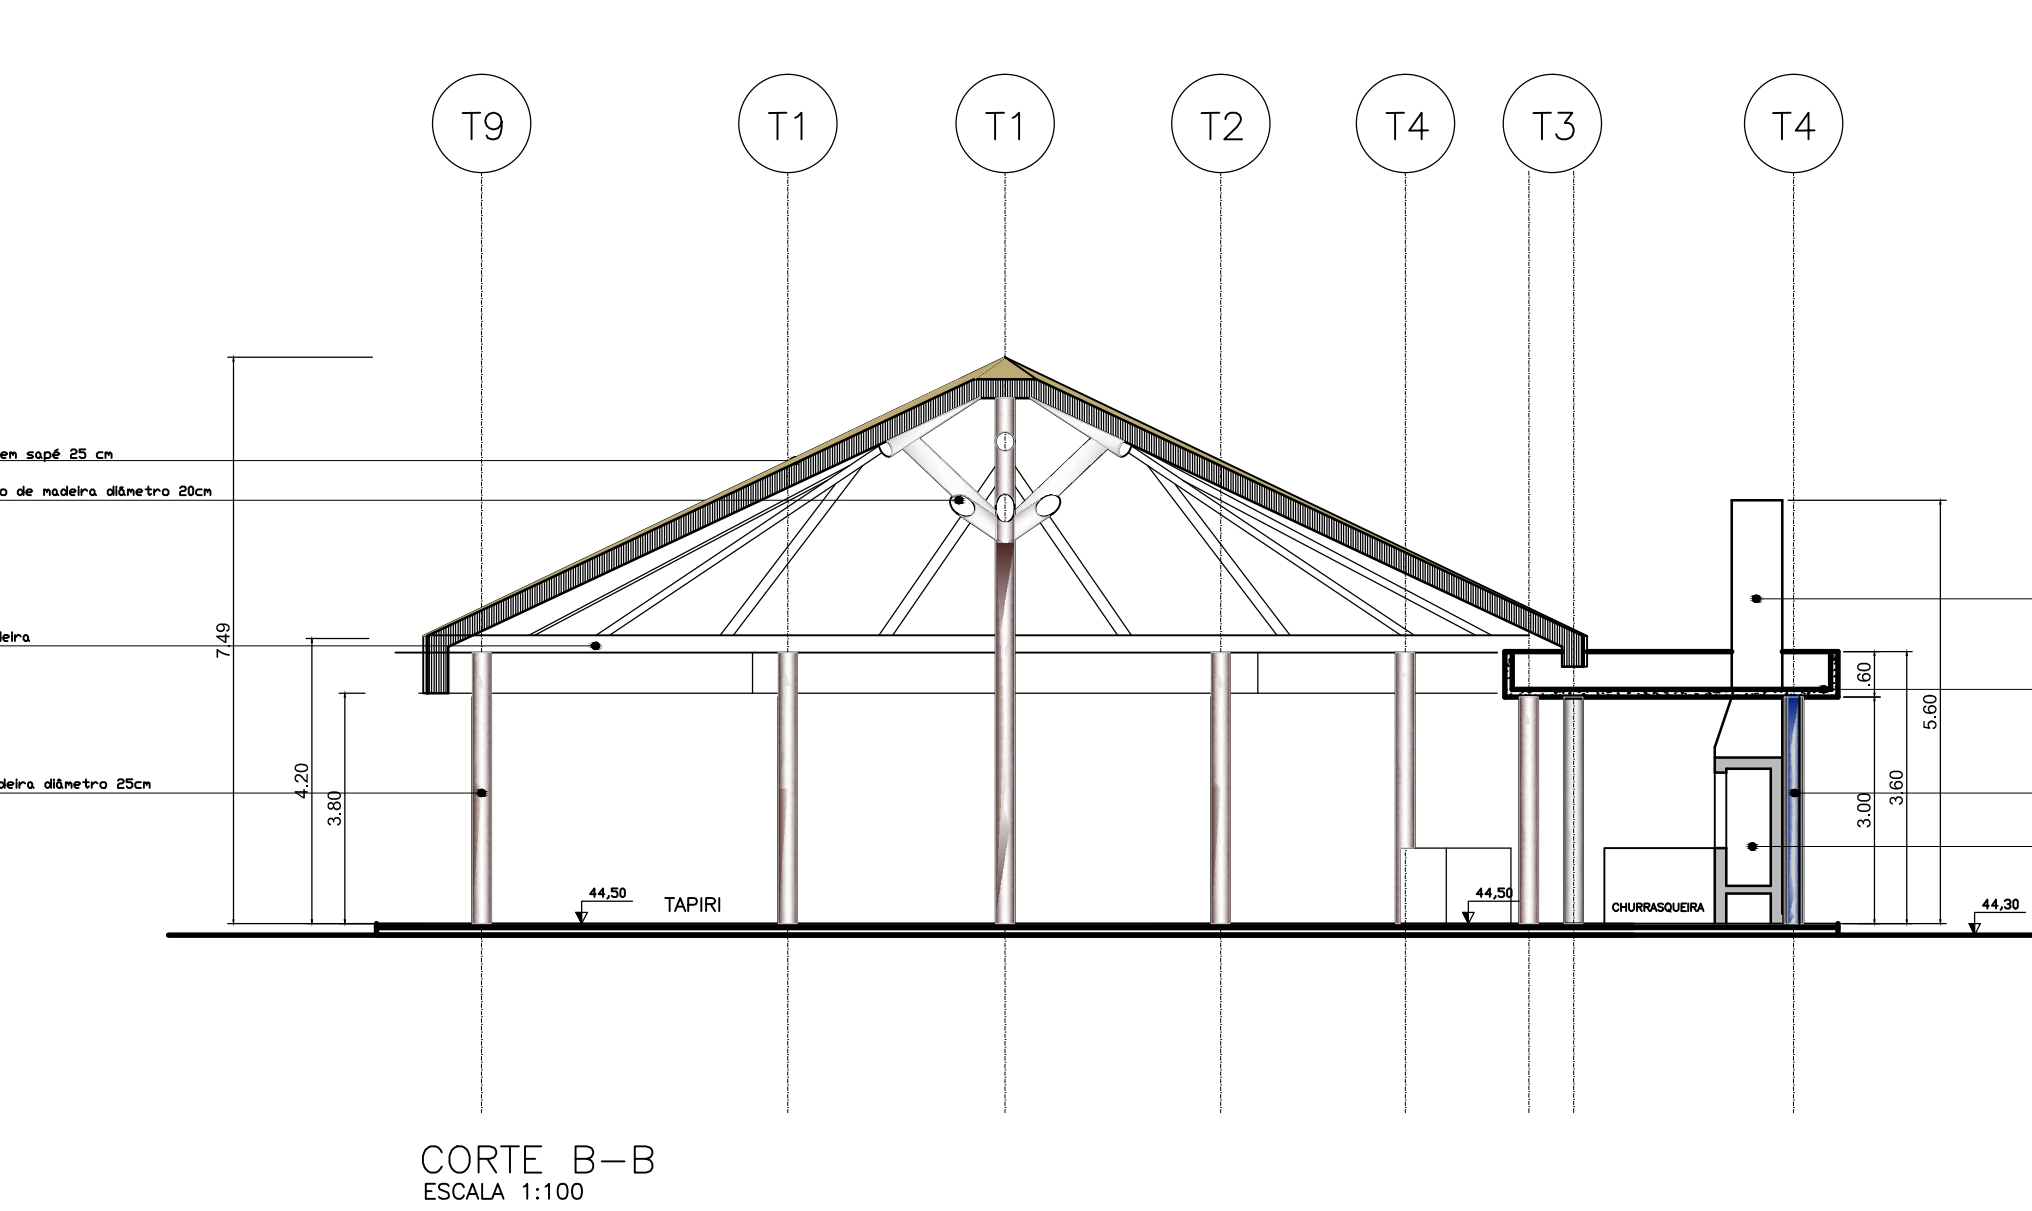 T9 T1 T1 T2 T4 T3 T4
em sapé 25 cm
de madeira diâmetro 20cm
7.49
4.20
3.80
diâmetro 25cm
.60
5.60
3.60
3.00
44,50
TAPIRI
44,50
CHURRASQUEIRA
44,30
CORTE B-B
ESCALA 1:100